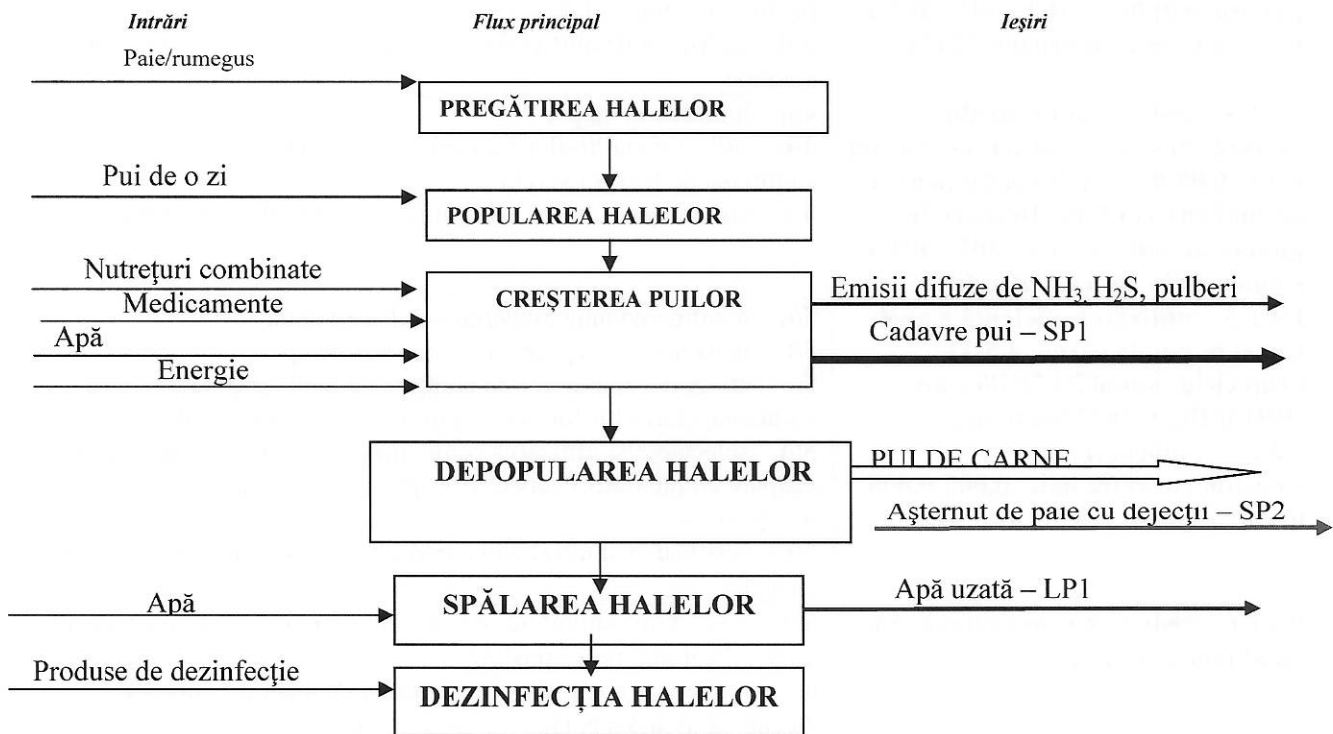 Intrări Flux principal Ieşiri
Paie/rumegus
PREGĂTIREA HALELOR
Pui de o zi
POPULAREA HALELOR
Nutreţuri combinate
Medicamente
Apă
Energie
CREŞTEREA PUILOR
Emisii difuze de NH₃, H₂S, pulberi
Cadavre pui – SP1
DEPOPULAREA HALELOR
PUI DE CARNE
Aşternut de paie cu dejecţii – SP2
Apă
SPĂLAREA HALELOR
Apă uzată – LP1
Produse de dezinfecţie
DEZINFECŢIA HALELOR